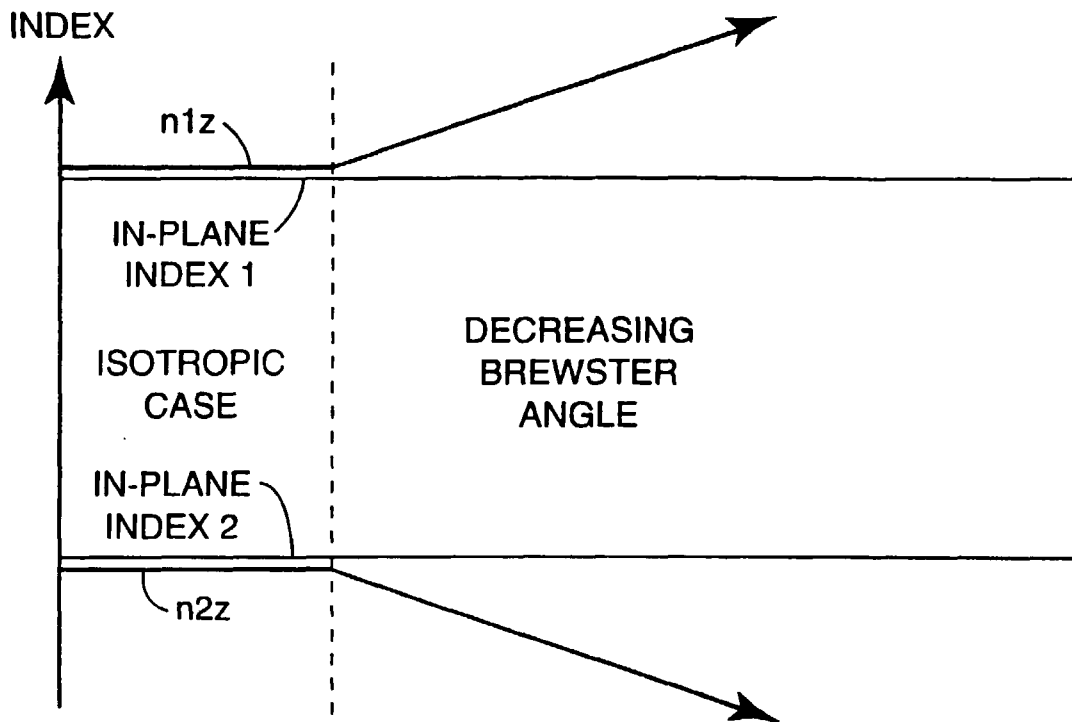 INDEX
n1z
IN-PLANE
INDEX 1
ISOTROPIC
CASE
DECREASING
BREWSTER
ANGLE
IN-PLANE
INDEX 2
n2z